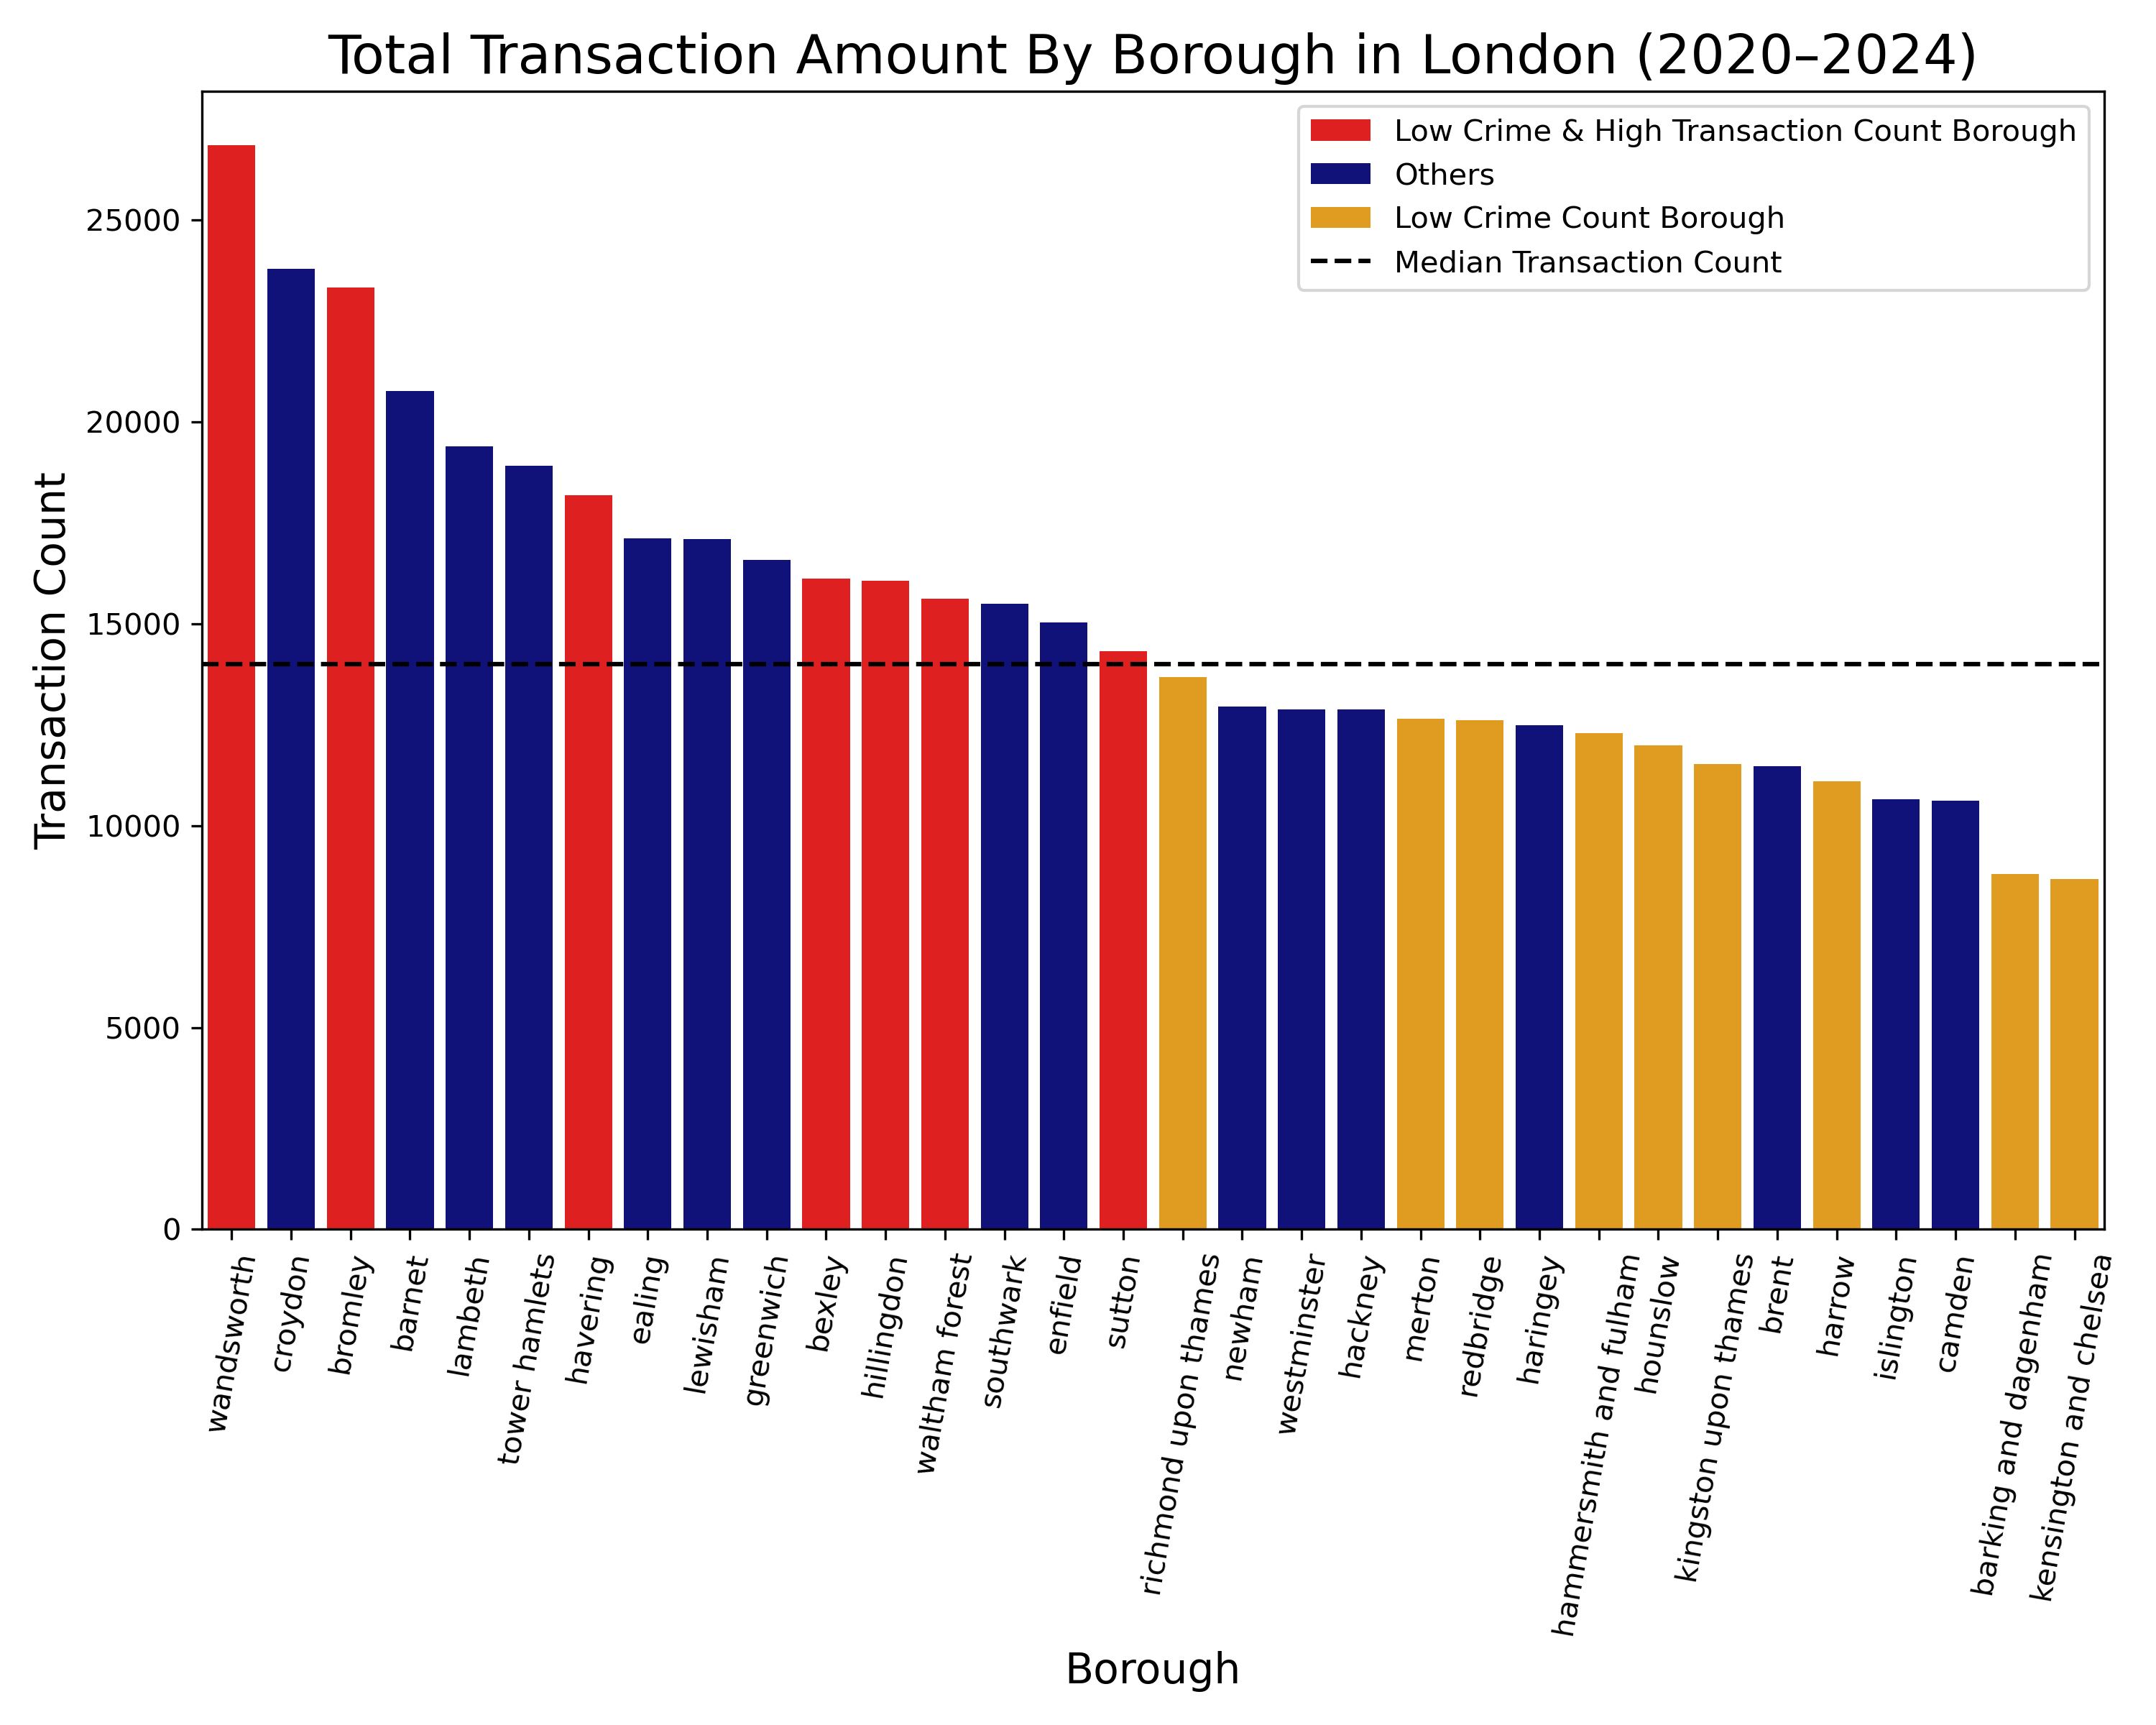 Total Transaction Amount By Borough in London (2020–2024)
Low Crime & High Transaction Count Borough
Others
Low Crime Count Borough
Median Transaction Count
Transaction Count
25000
20000
15000
10000
5000
0
wandsworth
croydon
bromley
barnet
lambeth
tower hamlets
havering
ealing
lewisham
greenwich
bexley
hillingdon
waltham forest
southwark
enfield
sutton
richmond upon thames
newham
westminster
hackney
merton
redbridge
haringey
hammersmith and fulham
hounslow
kingston upon thames
brent
harrow
islington
camden
barking and dagenham
kensington and chelsea
Borough